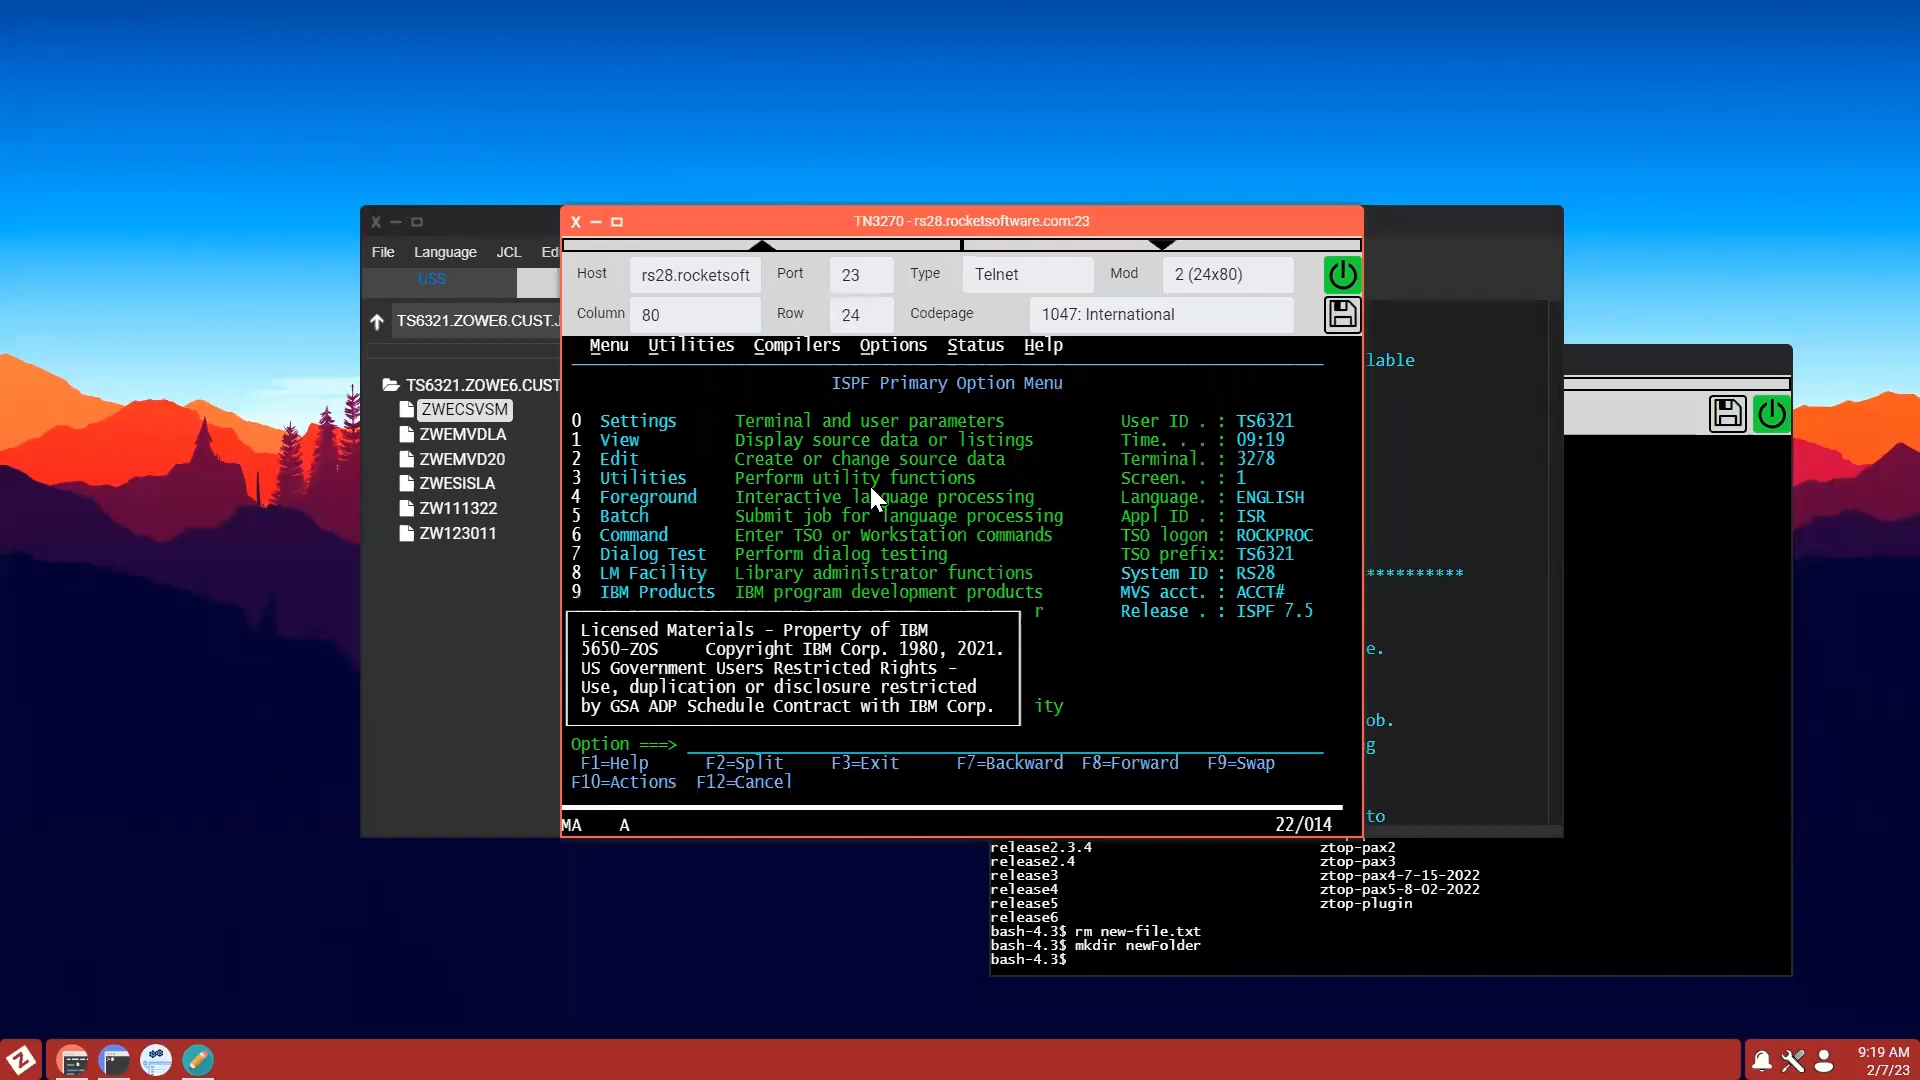 X
File Language JCL Ed
USS
TS6321.ZOWE6.CUST.
TS6321.ZOWE6.CUST
ZWECSVSM
ZWEMVDLA
ZWEMVD20
ZWESISLA
ZW111322
ZW123011
X TN3270 - rs28.rocketsoftware.com:23
Host rs28.rocketsoft Port 23 Type Telnet Mod 2 (24x80)
Column 80 Row 24 Codepage 1047: International
Menu Utilities Compilers Options Status Help
ISPF Primary Option Menu
0 Settings Terminal and user parameters User ID . : TS6321
1 View Display source data or listings Time. . . : 09:19
2 Edit Create or change source data Terminal. : 3278
3 Utilities Perform utility functions Screen. . : 1
4 Foreground Interactive language processing Language. : ENGLISH
5 Batch Submit job for language processing Appl ID . : ISR
6 Command Enter TSO or Workstation commands TSO logon : ROCKPROC
7 Dialog Test Perform dialog testing TSO prefix: TS6321
8 LM Facility Library administrator functions System ID : RS28
9 IBM Products IBM program development products MVS acct. : ACCT#
r Release . : ISPF 7.5
Licensed Materials - Property of IBM
5650-ZOS Copyright IBM Corp. 1980, 2021.
US Government Users Restricted Rights -
Use, duplication or disclosure restricted
by GSA ADP Schedule Contract with IBM Corp. ity
Option ===>
F1=Help F2=Split F3=Exit F7=Backward F8=Forward F9=Swap
F10=Actions F12=Cancel
MA A 22/014
lable
**********
e.
ob.
g
to
release2.3.4 ztop-pax2
release2.4 ztop-pax3
release3 ztop-pax4-7-15-2022
release4 ztop-pax5-8-02-2022
release5 ztop-plugin
release6
bash-4.3$ rm new-file.txt
bash-4.3$ mkdir newFolder
bash-4.3$
9:19 AM
2/7/23